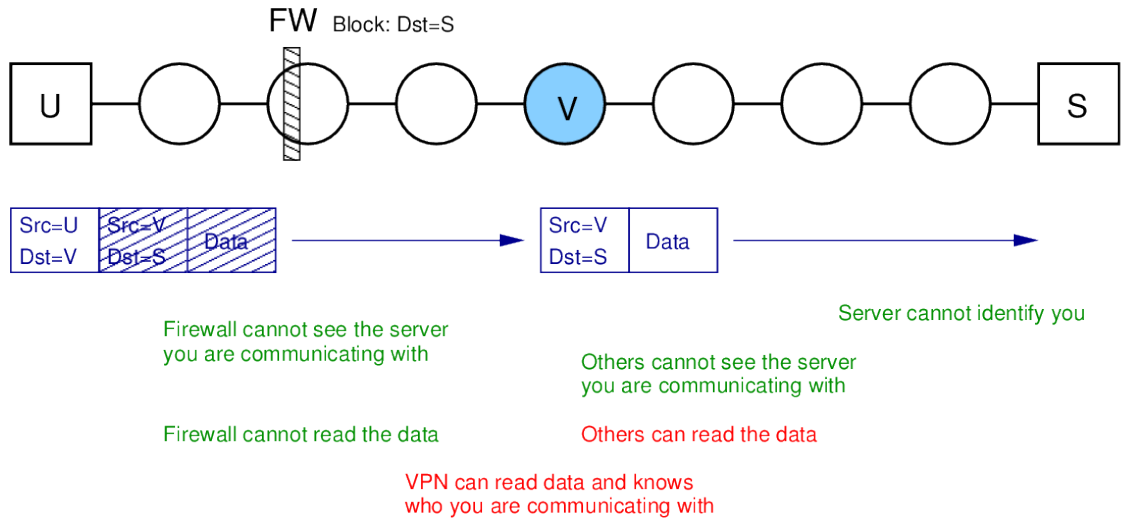 FW Block: Dst=S
U
V
S
Src=U
Dst=V
Src=V
Dst=S
Data
Src=V
Dst=S
Data
Server cannot identify you
Firewall cannot see the server
you are communicating with
Others cannot see the server
you are communicating with
Firewall cannot read the data
Others can read the data
VPN can read data and knows
who you are communicating with